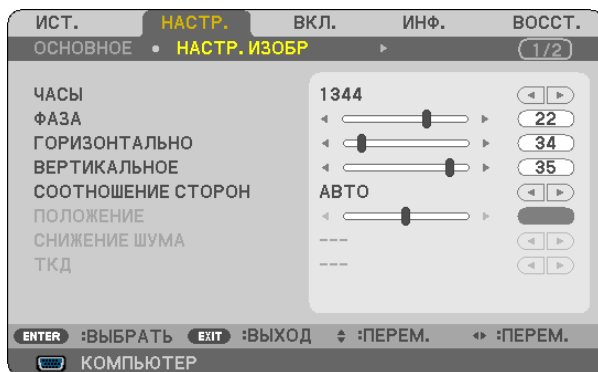 ИСТ. НАСТР. ВКЛ. ИНФ. ВОССТ.
ОСНОВНОЕ • НАСТР. ИЗОБР ▶ (1/2)
ЧАСЫ 1344
ФАЗА 22
ГОРИЗОНТАЛЬНО 34
ВЕРТИКАЛЬНОЕ 35
СООТНОШЕНИЕ СТОРОН АВТО
ПОЛОЖЕНИЕ
СНИЖЕНИЕ ШУМА ---
ТКД ---
ENTER :ВЫБРАТЬ EXIT :ВЫХОД :ПЕРЕМ. :ПЕРЕМ.
КОМПЬЮТЕР